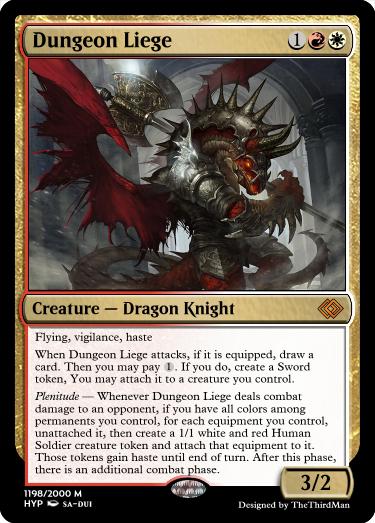 Dungeon Liege 1
Creature — Dragon Knight
Flying, vigilance, haste
When Dungeon Liege attacks, if it is equipped, draw a
card. Then you may pay 1. If you do, create a Sword
token, You may attach it to a creature you control.
Plenitude — Whenever Dungeon Liege deals combat
damage to an opponent, if you have all colors among
permanents you control, for each equipment you control,
unattached it, then create a 1/1 white and red Human
Soldier creature token and attach that equipment to it.
Those tokens gain haste until end of turn. After this phase,
there is an additional combat phase.
3/2
1198/2000 M
HYP SA-DUI
Designed by TheThirdMan